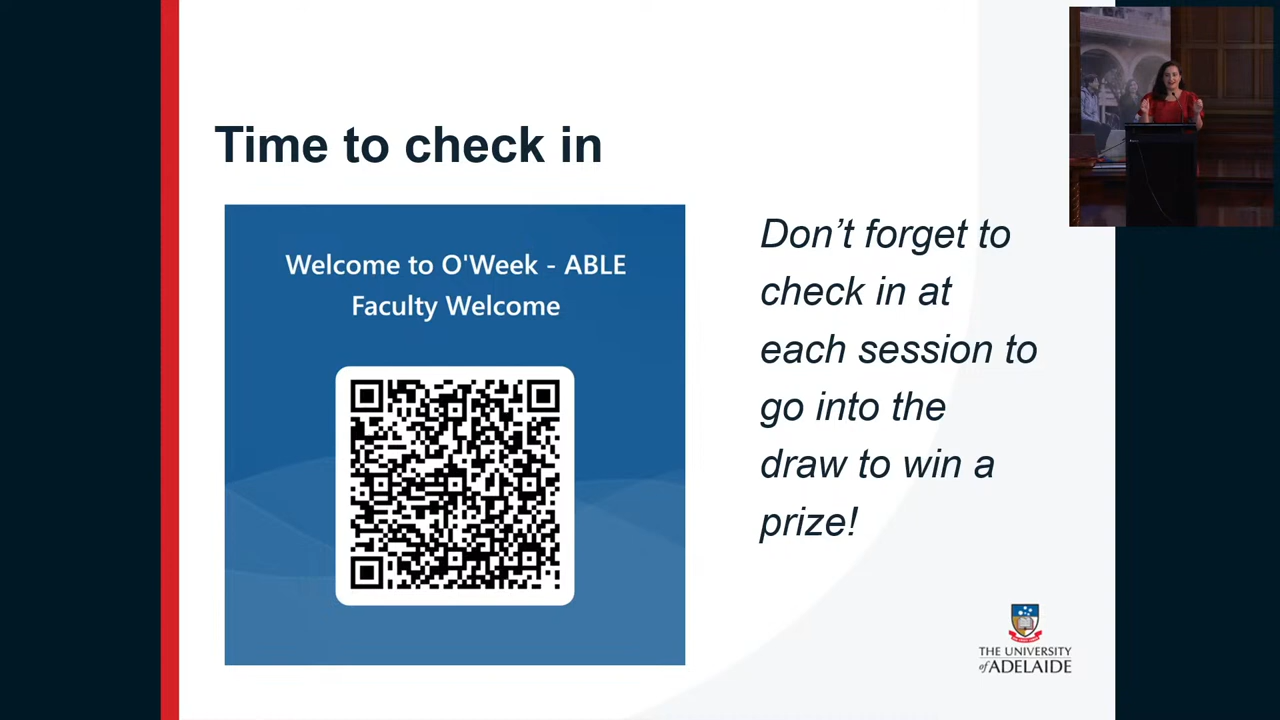 Time to check in
Welcome to O'Week - ABLE
Faculty Welcome
Don’t forget to
check in at
each session to
go into the
draw to win a
prize!
THE UNIVERSITY
of ADELAIDE